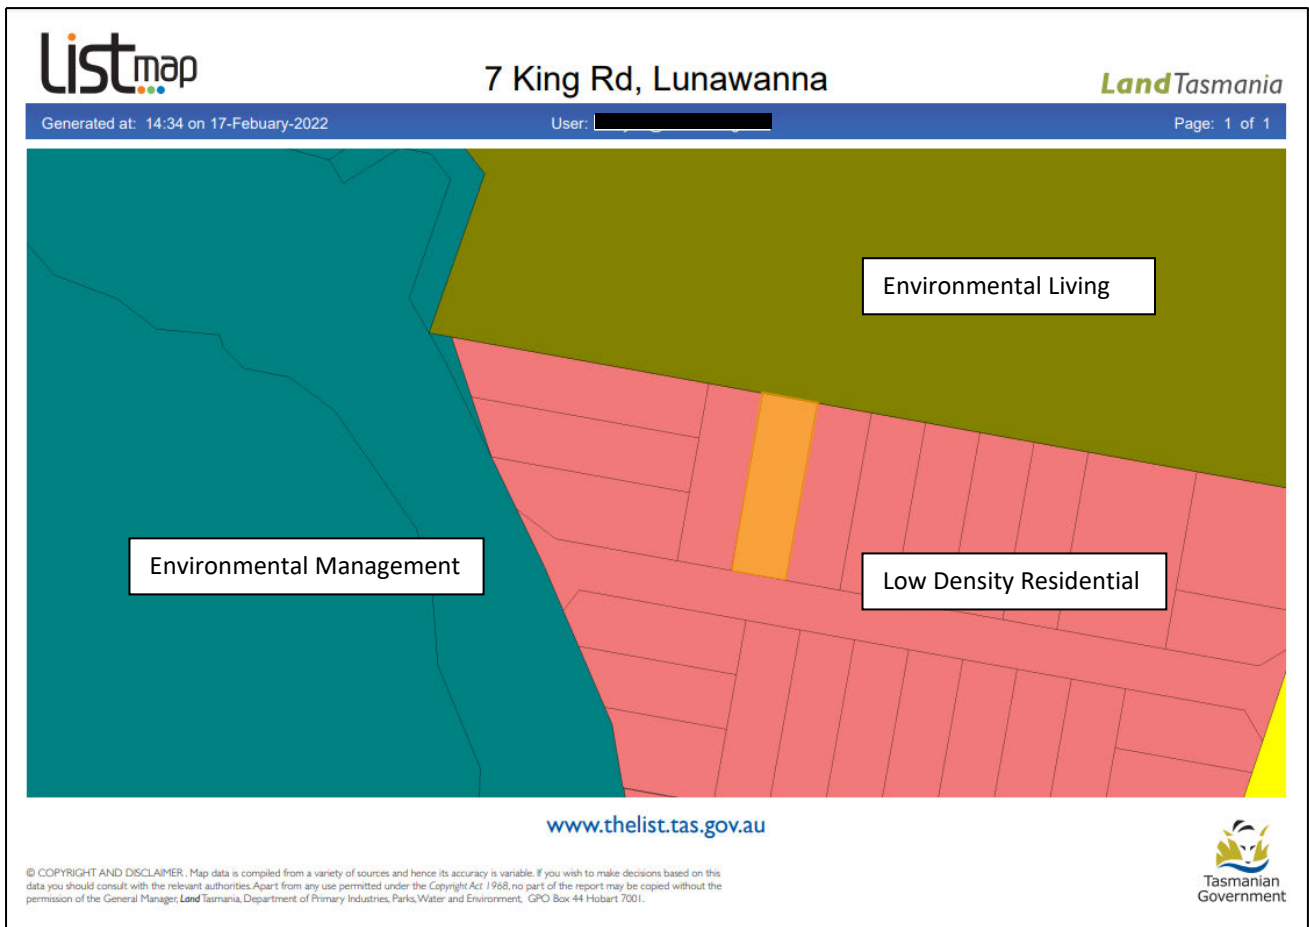 Listmap
7 King Rd, Lunawanna
LandTasmania
Generated at: 14:34 on 17-Febuary-2022
User:
Page: 1 of 1
Environmental Living
Environmental Management
Low Density Residential
www.thelist.tas.gov.au
© COPYRIGHT AND DISCLAIMER. Map data is compiled from a variety of sources and hence its accuracy is variable. If you wish to make decisions based on this
data you should consult with the relevant authorities. Apart from any use permitted under the Copyright Act 1968, no part of the report may be copied without the
permission of the General Manager, Land Tasmania, Department of Primary Industries, Parks, Water and Environment, GPO Box 44 Hobart 7001.
Tasmanian
Government